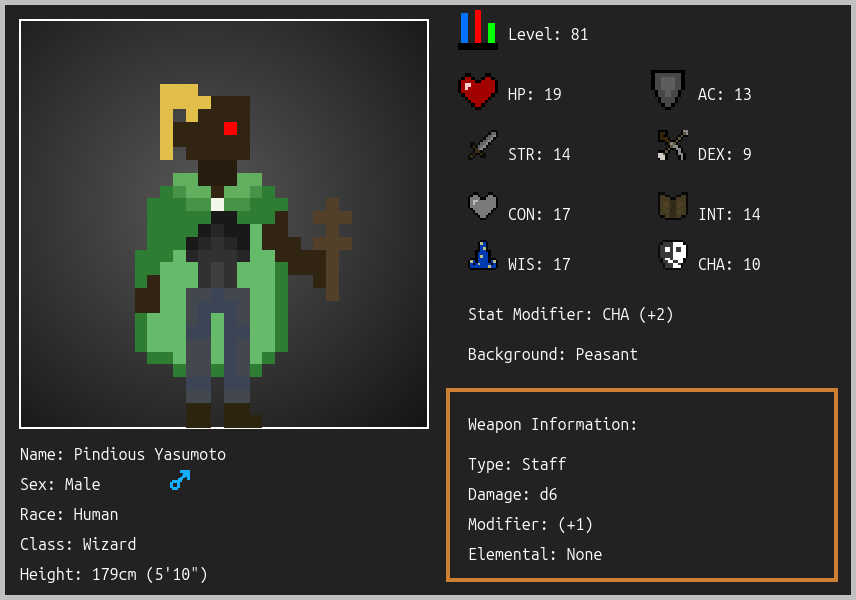 Level: 81
HP: 19
AC: 13
STR: 14
DEX: 9
CON: 17
INT: 14
WIS: 17
CHA: 10
Stat Modifier: CHA (+2)
Background: Peasant
Weapon Information:
Type: Staff
Damage: d6
Modifier: (+1)
Elemental: None
Name: Pindious Yasumoto
Sex: Male
Race: Human
Class: Wizard
Height: 179cm (5'10")